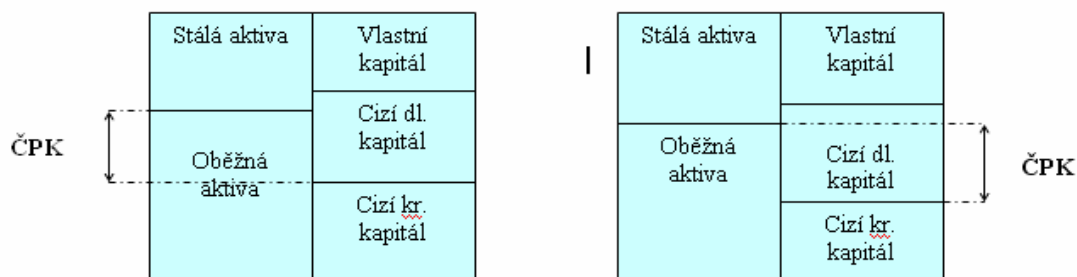 Stálá aktiva
Vlastní
kapitál
Cizí dl.
kapitál
ČPK
Oběžná
aktiva
Cizí kr.
kapitál
Stálá aktiva
Vlastní
kapitál
Oběžná
aktiva
Cizí dl.
kapitál
ČPK
Cizí kr.
kapitál